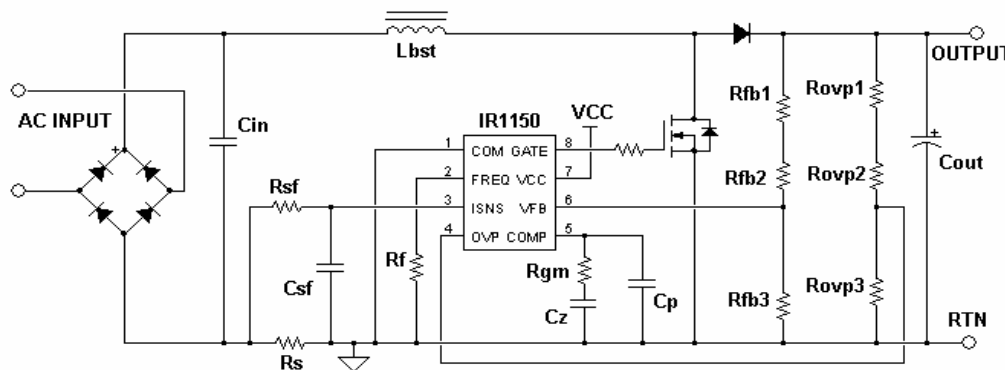 Lbst
OUTPUT
AC INPUT
Cin
IR1150
VCC
Rfb1
Rovp1
1 COM GATE 8
2 FREQ VCC 7
3 ISNS VFB 6
4 OVP COMP 5
+
+
Cout
Rfb2
Rovp2
Rsf
Rf
Csf
Rgm
Cz
Cp
Rfb3
Rovp3
RTN
Rs